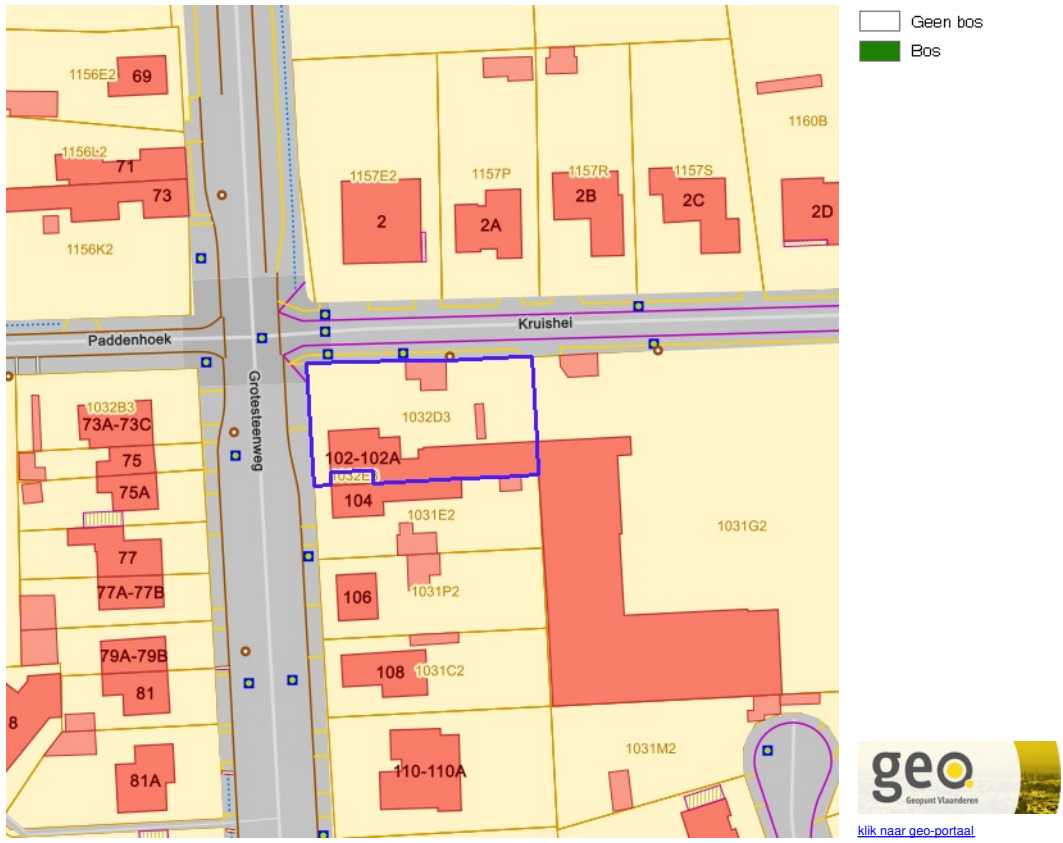 Geen bos
Bos
1156E2
69
1160B
1156L2
71
1157E2
1157P
1157R
1157S
73
2
2A
2B
2C
2D
1156K2
Paddenhoek
Kruishei
Grotesteenweg
1032B3
73A-73C
1032D3
75
102-102A
1032E
75A
104
1031E2
1031G2
77
77A-77B
106
1031P2
79A-79B
108
1031C2
81
8
1031M2
81A
110-110A
geo
Geopunt Vlaanderen
klik naar geo-portaal